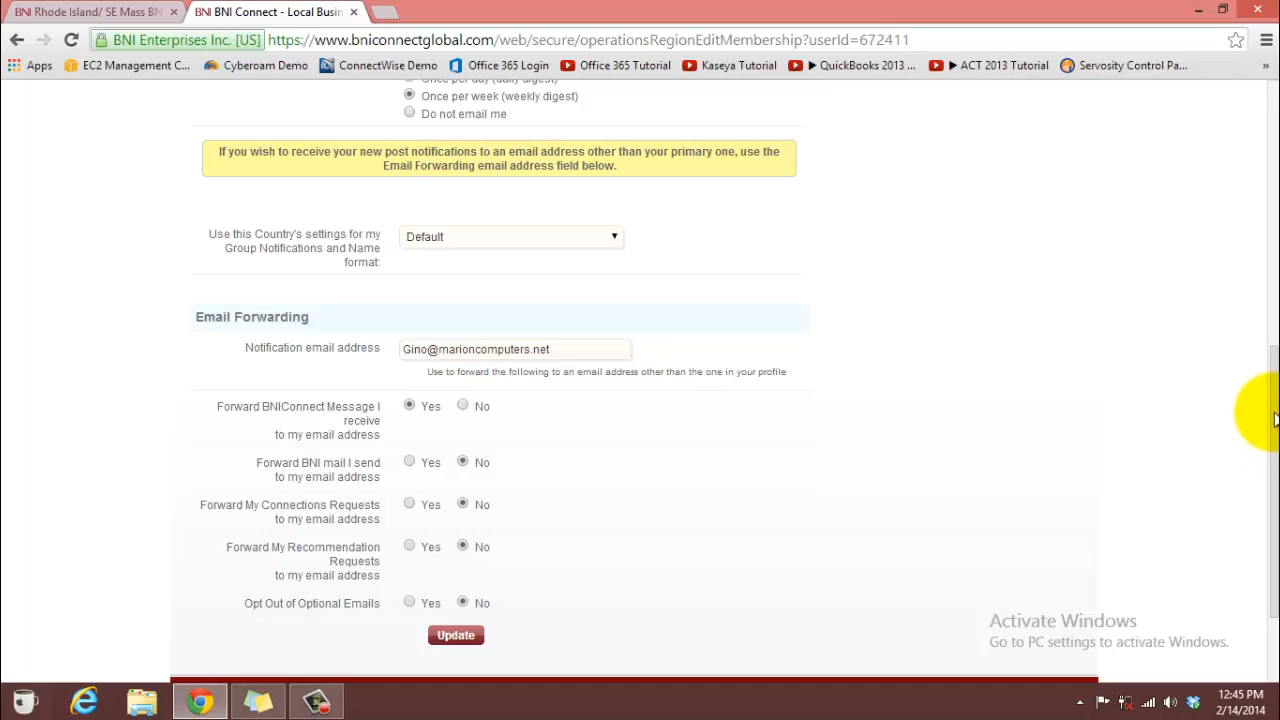 BNI Rhode Island/ SE Mass BN
BNI BNI Connect - Local Busin
BNI Enterprises Inc. [US]
https://www.bniconnectglobal.com/web/secure/operationsRegionEditMembership?userId=672411
Apps
EC2 Management C...
Cyberoam Demo
ConnectWise Demo
Office 365 Login
Office 365 Tutorial
Kaseya Tutorial
▶ QuickBooks 2013 ...
▶ ACT 2013 Tutorial
Servosity Control Pa...
»
Once per day (daily digest)
Once per week (weekly digest)
Do not email me
If you wish to receive your new post notifications to an email address other than your primary one, use the
Email Forwarding email address field below.
Use this Country's settings for my
Group Notifications and Name
format:
Default
Email Forwarding
Notification email address
Gino@marioncomputers.net
Use to forward the following to an email address other than the one in your profile
Forward BNIConnect Message I
receive
to my email address
Yes No
Forward BNI mail I send
to my email address
Yes No
Forward My Connections Requests
to my email address
Yes No
Forward My Recommendation
Requests
to my email address
Yes No
Opt Out of Optional Emails
Yes No
Update
Activate Windows
Go to PC settings to activate Windows.
12:45 PM
2/14/2014